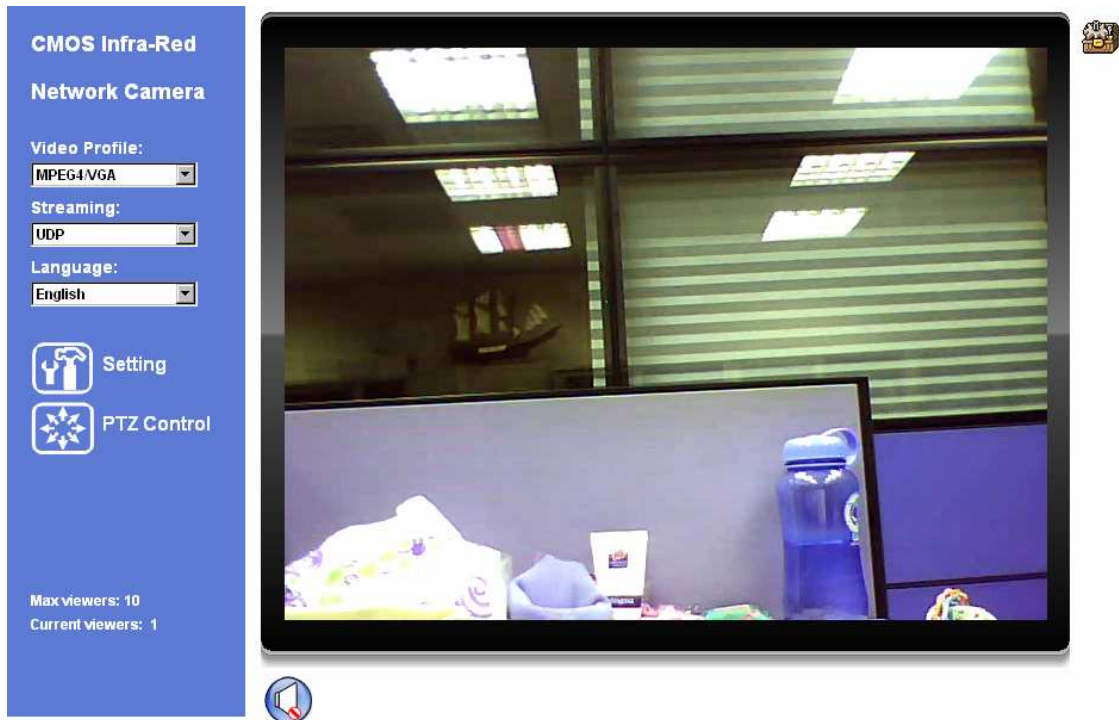 CMOS Infra-Red
Network Camera
Video Profile:
MPEG4/VGA
Streaming:
UDP
Language:
English
Setting
PTZ Control
Max viewers: 10
Current viewers: 1